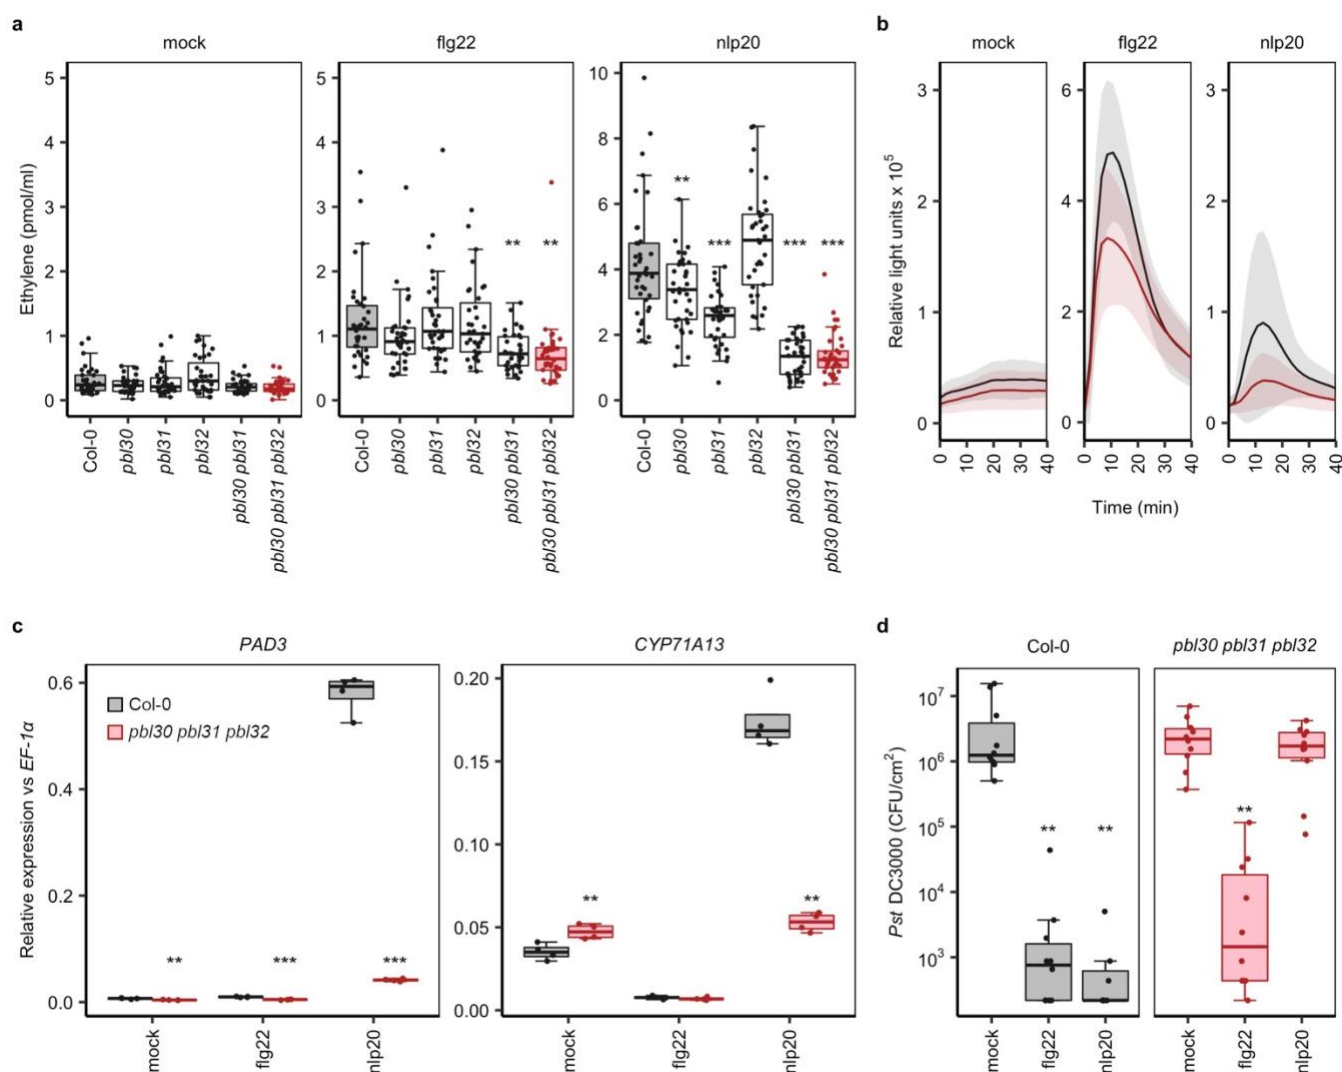 a
mock
flg22
nlp20
Ethylene (pmol/ml)
5
4
3
2
1
0
5
4
3
2
1
0
10
8
6
4
2
0
** **
** *** *** ***
Col-0
pbl30
pbl31
pbl32
pbl30 pbl31
pbl30 pbl31 pbl32
Col-0
pbl30
pbl31
pbl32
pbl30 pbl31
pbl30 pbl31 pbl32
Col-0
pbl30
pbl31
pbl32
pbl30 pbl31
pbl30 pbl31 pbl32
b
mock
flg22
nlp20
Relative light units x 10⁵
3
2
1
0
6
4
2
0
3
2
1
0
0 10 20 30 40
0 10 20 30 40
0 10 20 30 40
Time (min)
c
PAD3
CYP71A13
Relative expression vs EF-1α
0.6
0.4
0.2
0.0
Col-0
pbl30 pbl31 pbl32
** *** ***
mock
flg22
nlp20
0.20
0.15
0.10
0.05
0.00
** **
mock
flg22
nlp20
d
Col-0
pbl30 pbl31 pbl32
Pst DC3000 (CFU/cm²)
10⁷
10⁶
10⁵
10⁴
10³
** **
**
mock
flg22
nlp20
mock
flg22
nlp20